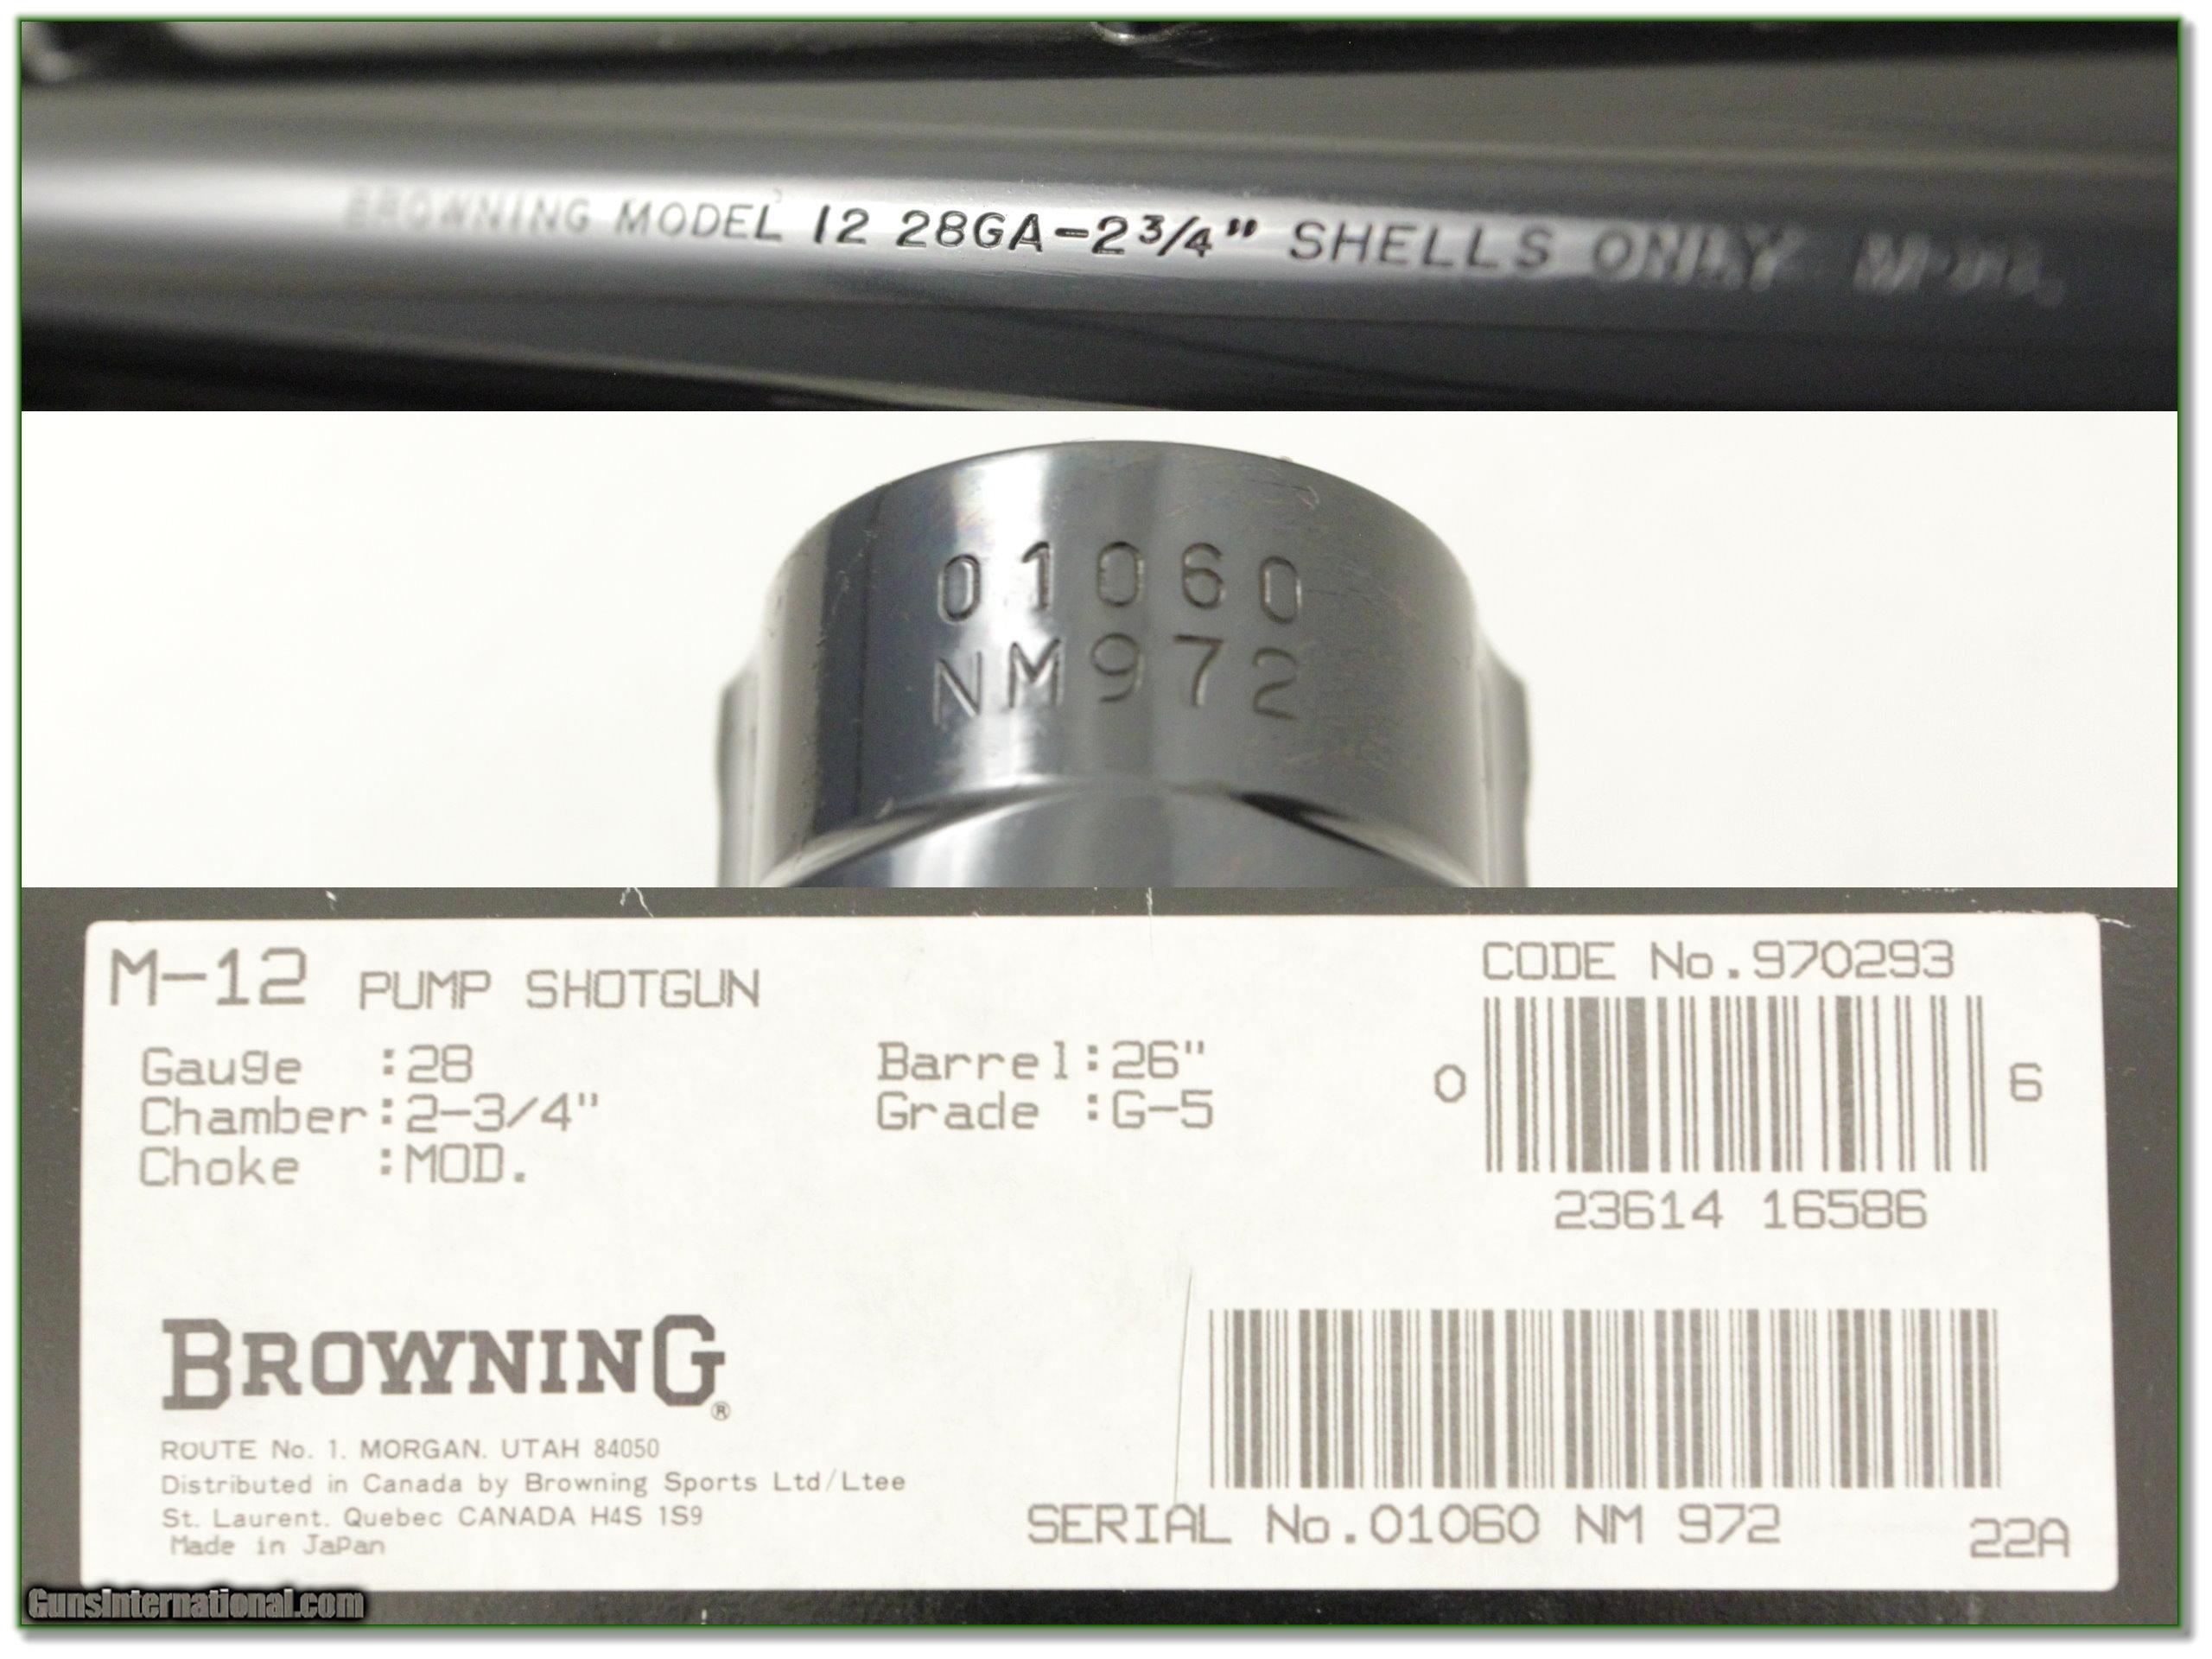 BROWNING MODEL 12 28GA-2 3/4" SHELLS ONLY
01060
NM972
M-12 PUMP SHOTGUN
Gauge :28
Chamber:2-3/4"
Choke :MOD.
Barrel:26"
Grade :G-5
CODE No.970293
0 6
23614 16586
BROWNING®
ROUTE No. 1. MORGAN. UTAH 84050
Distributed in Canada by Browning Sports Ltd/Ltee
St. Laurent. Quebec CANADA H4S 1S9
Made in JaPan
SERIAL No.01060 NM 972
22A
GunsInternational.com